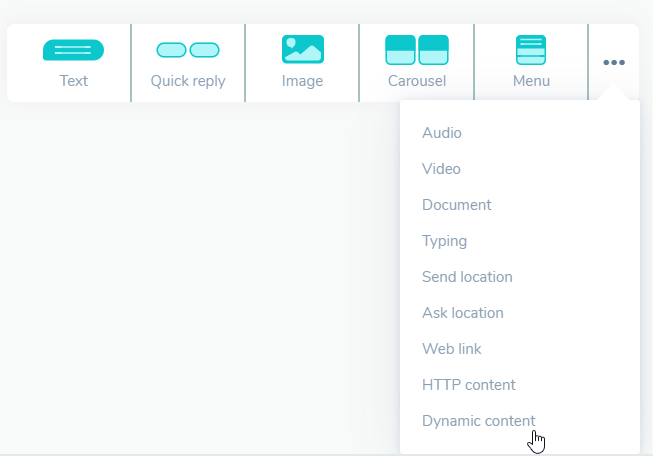 Text
Quick reply
Image
Carousel
Menu
Audio
Video
Document
Typing
Send location
Ask location
Web link
HTTP content
Dynamic content